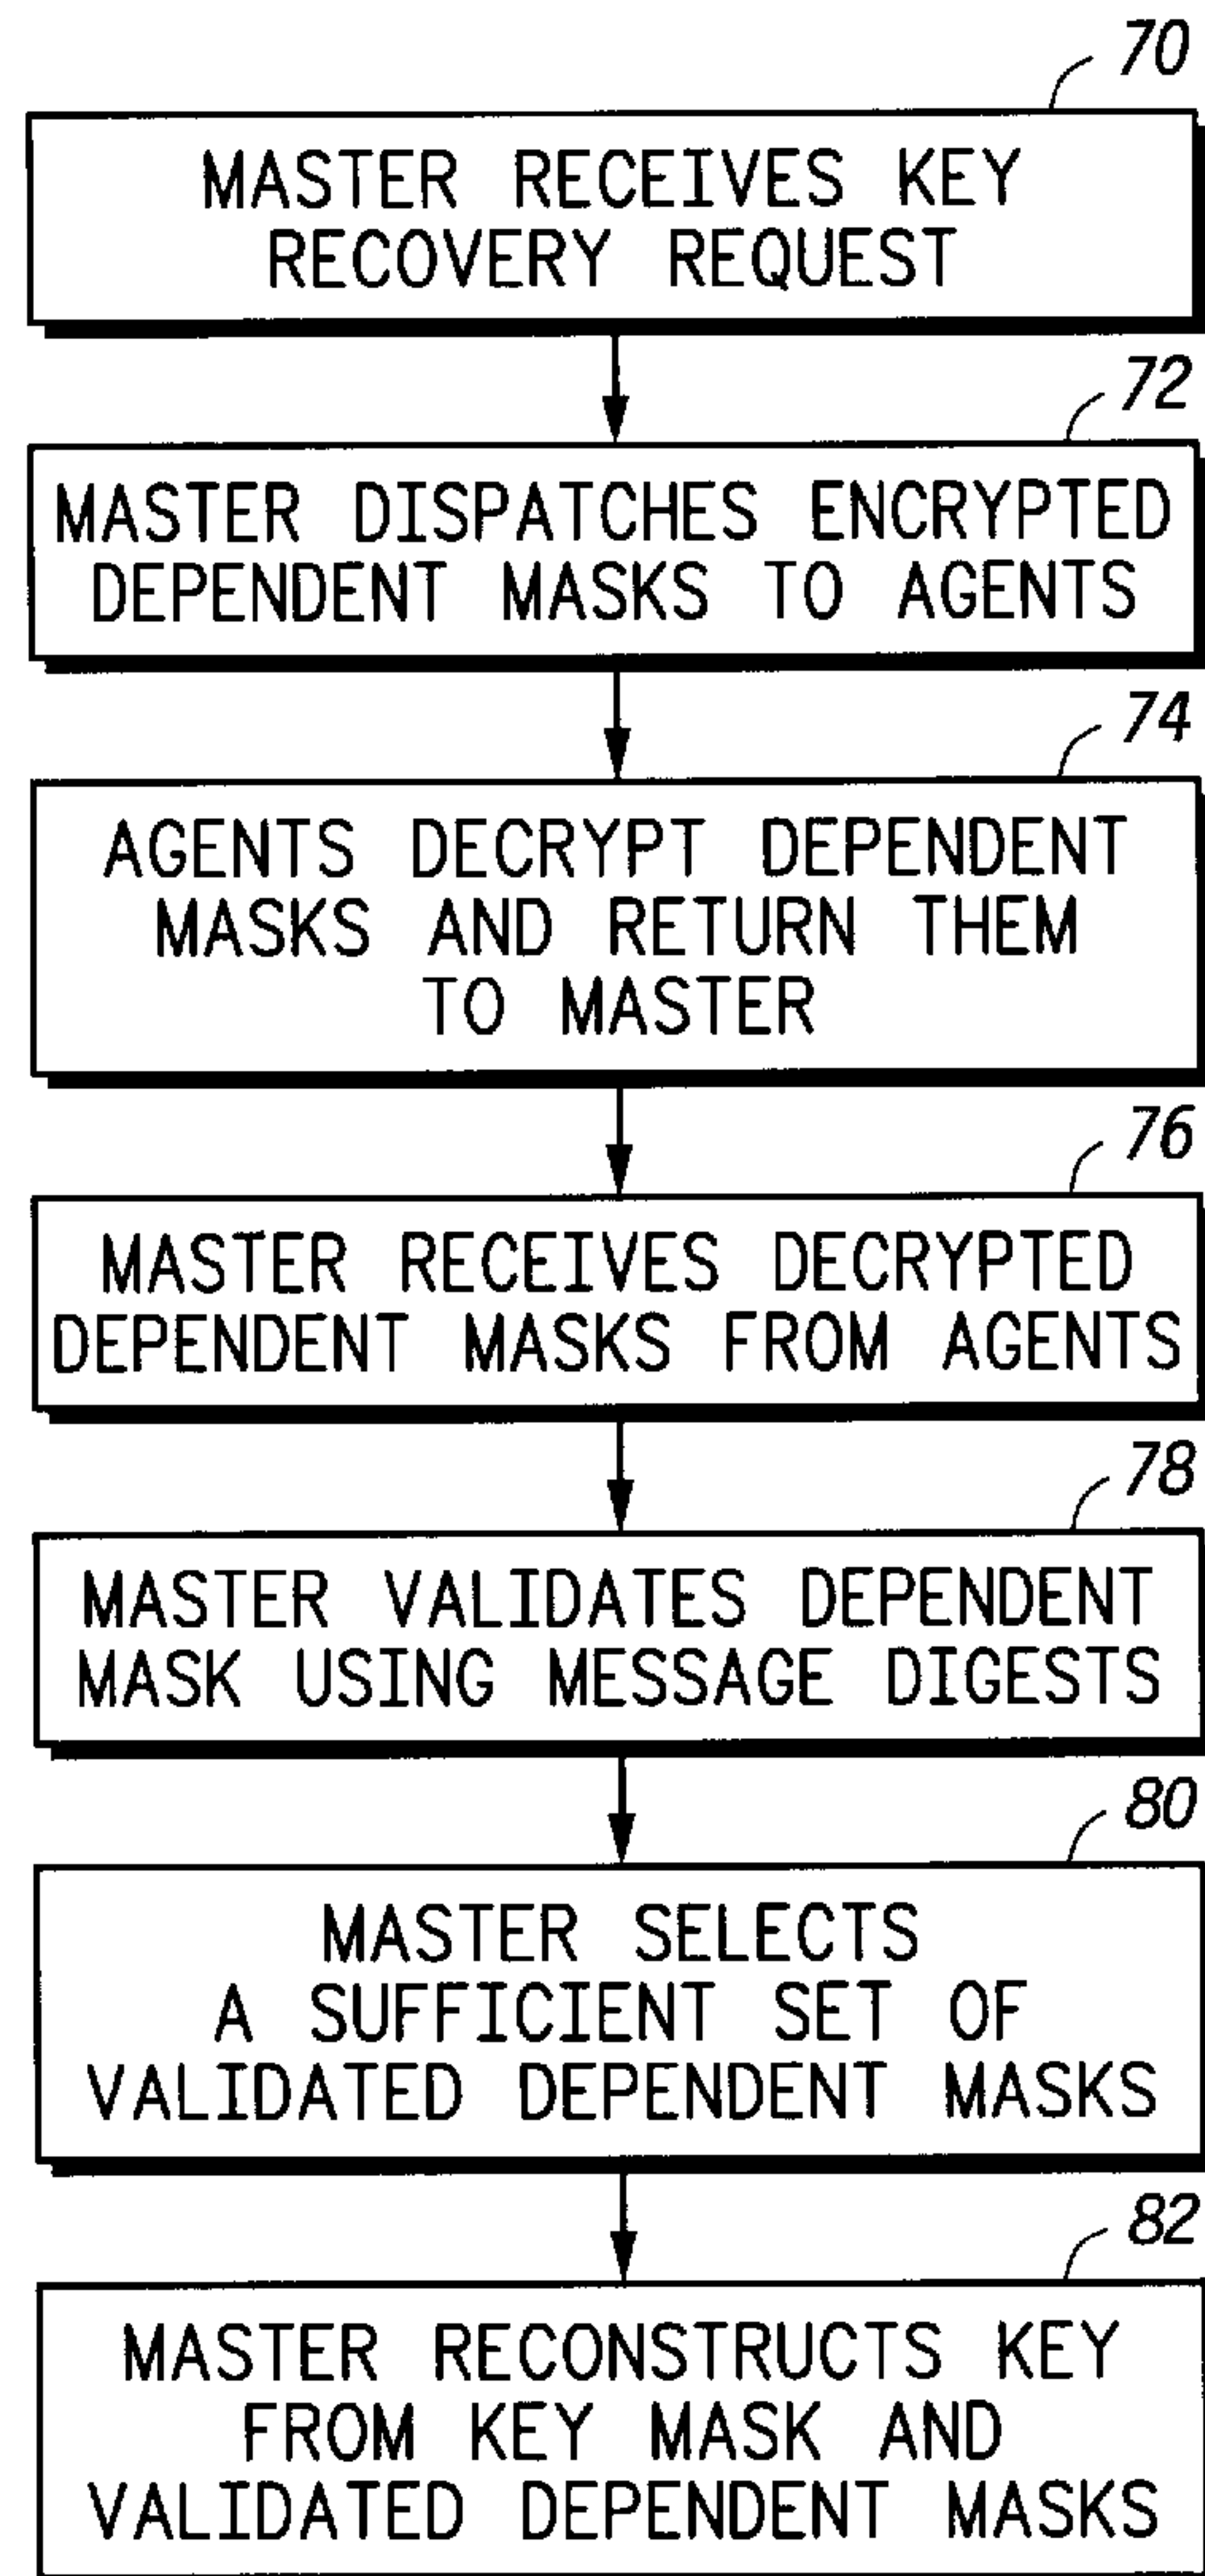 70
MASTER RECEIVES KEY
RECOVERY REQUEST
72
MASTER DISPATCHES ENCRYPTED
DEPENDENT MASKS TO AGENTS
74
AGENTS DECRYPT DEPENDENT
MASKS AND RETURN THEM
TO MASTER
76
MASTER RECEIVES DECRYPTED
DEPENDENT MASKS FROM AGENTS
78
MASTER VALIDATES DEPENDENT
MASK USING MESSAGE DIGESTS
80
MASTER SELECTS
A SUFFICIENT SET OF
VALIDATED DEPENDENT MASKS
82
MASTER RECONSTRUCTS KEY
FROM KEY MASK AND
VALIDATED DEPENDENT MASKS